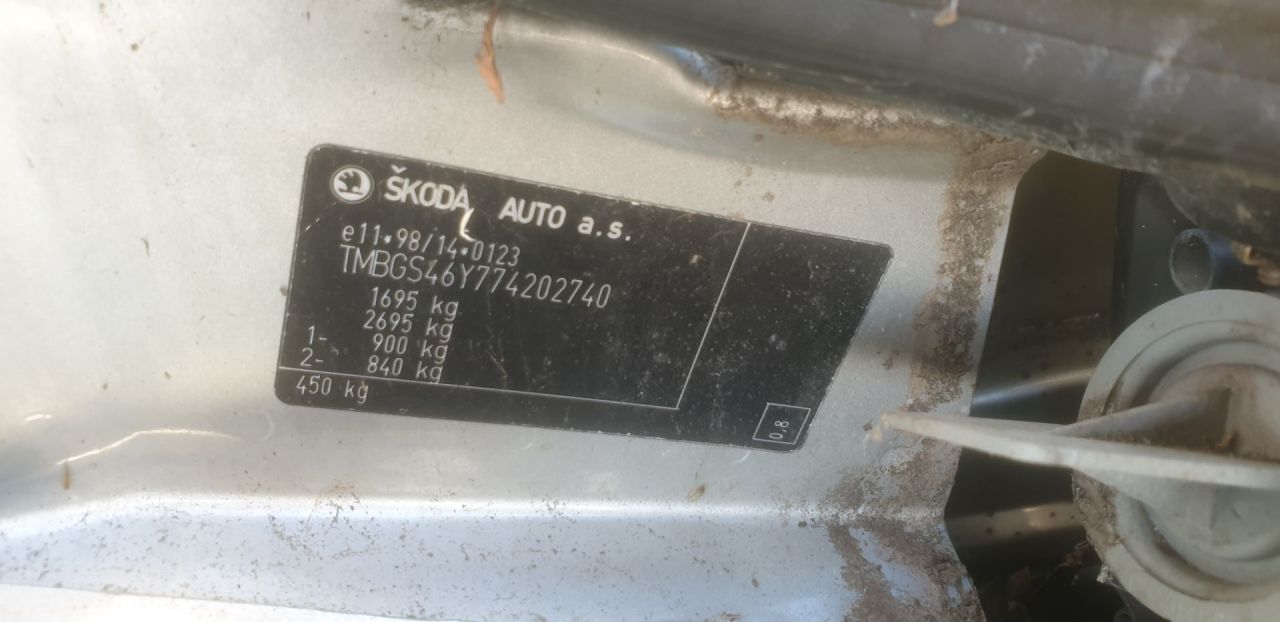 ŠKODA AUTO a.s.
e11*98/14*0123
TMBGS46Y774202740
1695 kg
2695 kg
1- 900 kg
2- 840 kg
450 kg
0,8